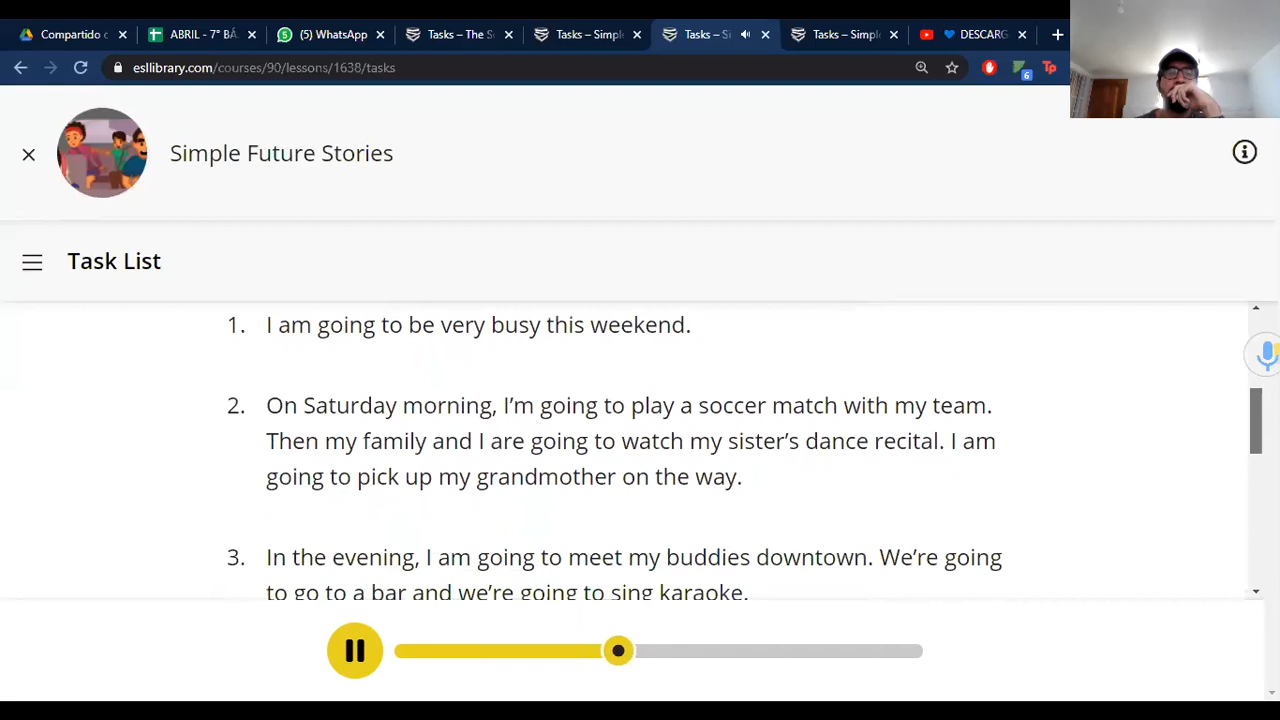 Compartido c
ABRIL - 7° BÁ
(5) WhatsApp
Tasks – The S
Tasks – Simple
Tasks – Si
Tasks – Simple
DESCARG
esllibrary.com/courses/90/lessons/1638/tasks
6
Tp
Simple Future Stories
Task List
1. I am going to be very busy this weekend.
2. On Saturday morning, I’m going to play a soccer match with my team.
Then my family and I are going to watch my sister’s dance recital. I am
going to pick up my grandmother on the way.
3. In the evening, I am going to meet my buddies downtown. We’re going
to go to a bar and we’re going to sing karaoke.